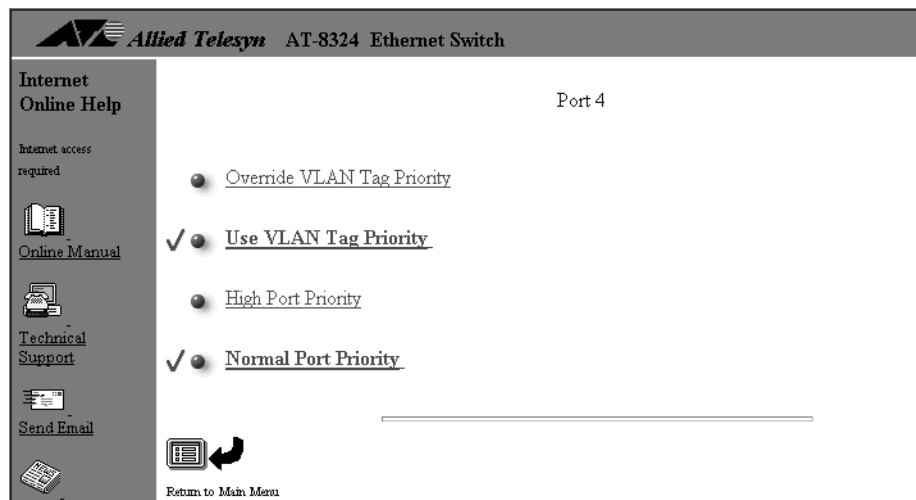 Allied Telesyn AT-8324 Ethernet Switch
Internet
Online Help
Internet access
required
Online Manual
Technical
Support
Send Email
NEWS
Port 4
Override VLAN Tag Priority
Use VLAN Tag Priority
High Port Priority
Normal Port Priority
Return to Main Menu